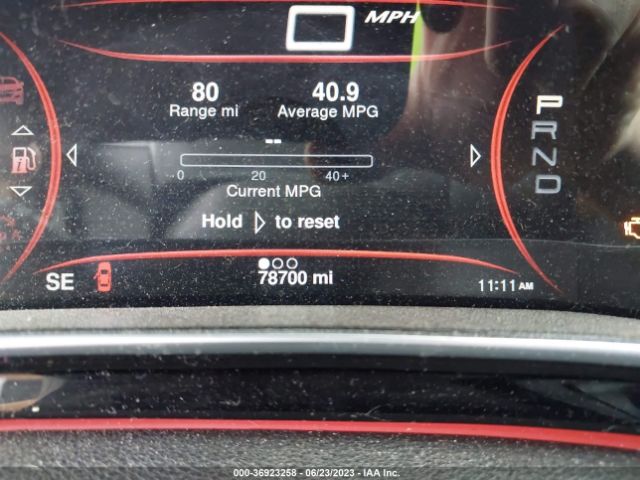 MPH
80 40.9
Range mi Average MPG
--
0 20 40+
Current MPG
Hold ▷ to reset
P
R
N
D
SE 78700 mi 11:11 AM
000-36923258 - 06/23/2023 - IAA Inc.